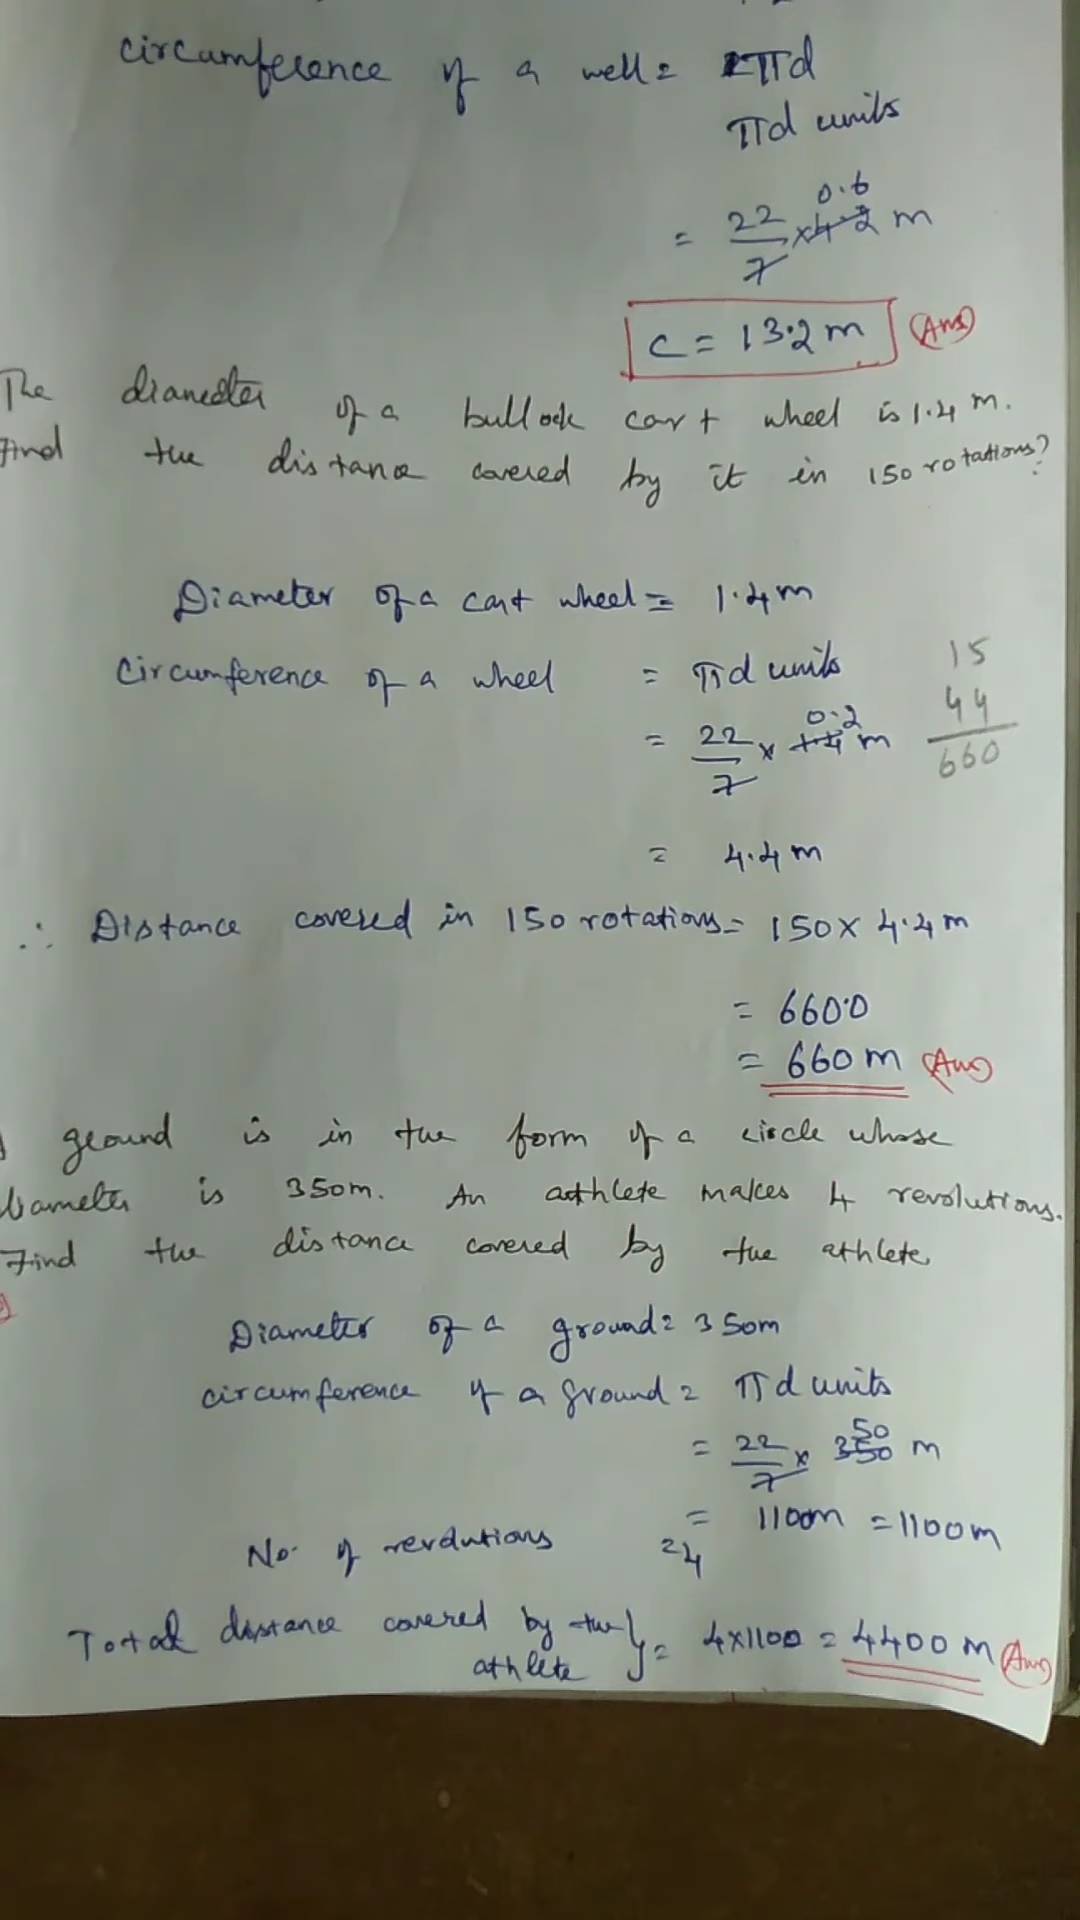 circumference of a well = πd
πd units
0.6
= 22/7 × 4.2 m
C = 13.2 m Ans
The diameter of a bullock cart wheel is 1.4 m.
Find the distance covered by it in 150 rotations?
Diameter of a cart wheel = 1.4m
Circumference of a wheel = πd units
15
44
660
0.2
= 22/7 × 1.4 m
= 4.4 m
∴ Distance covered in 150 rotations = 150 × 4.4 m
= 660.0
= 660 m Ans
ground is in the form of a circle whose
diameter is 350m. An athlete makes 4 revolutions.
Find the distance covered by the athlete.
Diameter of a ground = 350m
circumference of a ground = πd units
50
= 22/7 × 350 m
= 1100m = 1100m
No. of revolutions = 4
Total distance covered by the athlete } = 4×1100 = 4400 m Ans